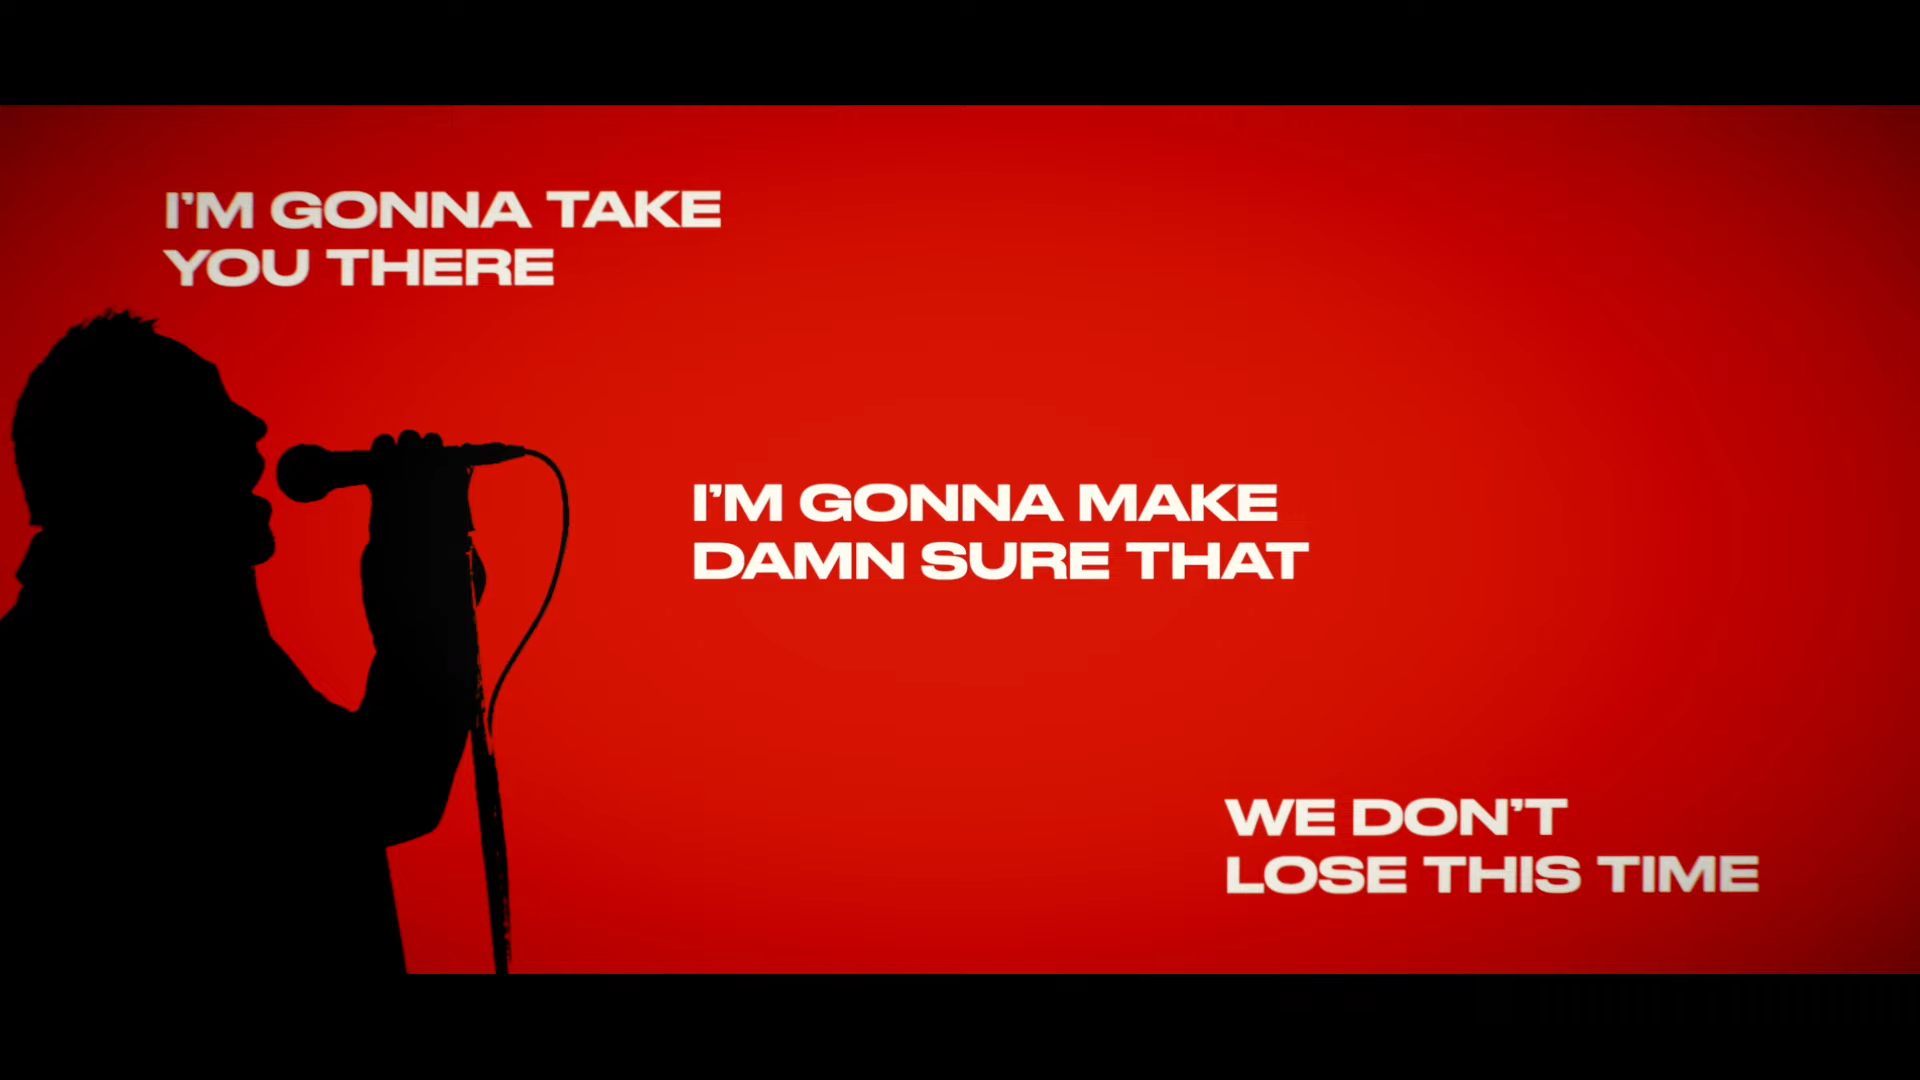 I'M GONNA TAKE
YOU THERE
I'M GONNA MAKE
DAMN SURE THAT
WE DON'T
LOSE THIS TIME